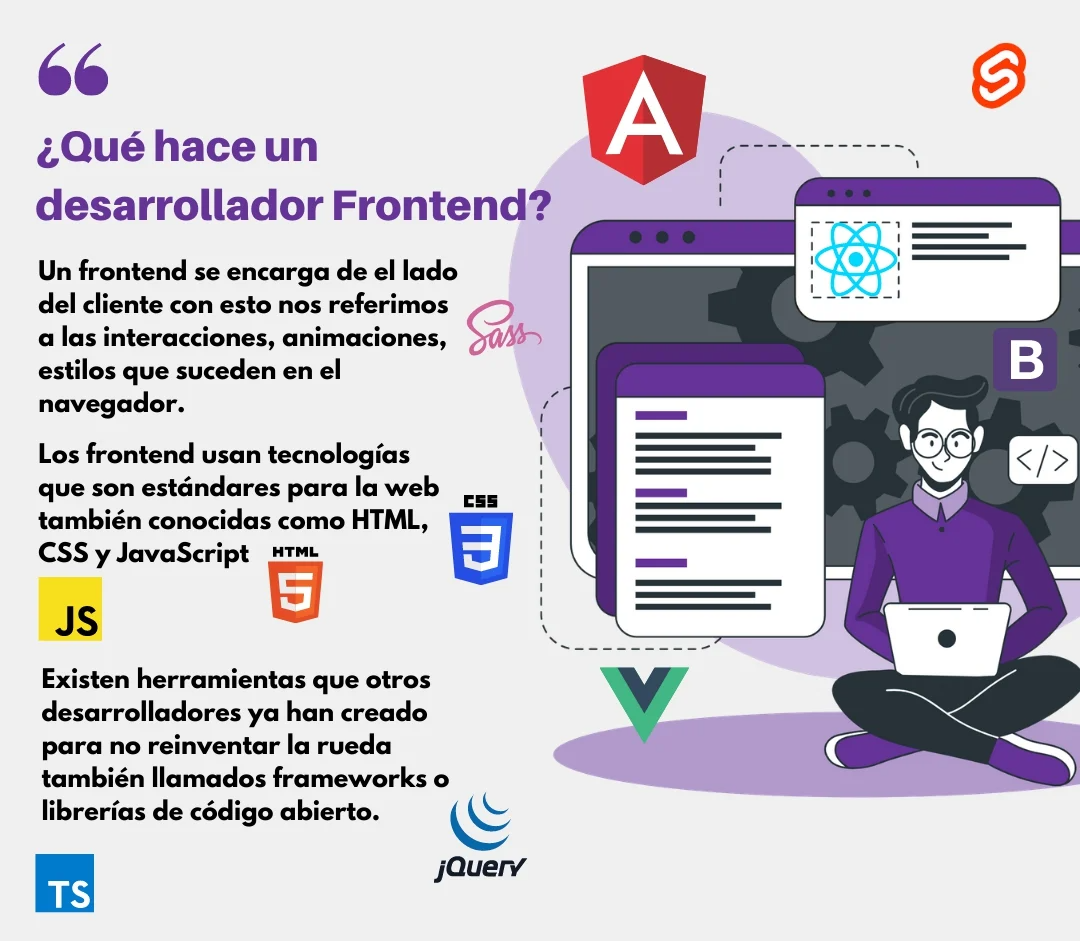 ¿Qué hace un
desarrollador Frontend?
Un frontend se encarga de el lado
del cliente con esto nos referimos
a las interacciones, animaciones,
estilos que suceden en el
navegador.
Sass
Los frontend usan tecnologías
que son estándares para la web
también conocidas como HTML,
CSS y JavaScript
HTML
5
CSS
3
JS
Existen herramientas que otros
desarrolladores ya han creado
para no reinventar la rueda
también llamados frameworks o
librerías de código abierto.
jQuery
TS
A
S
B
</>